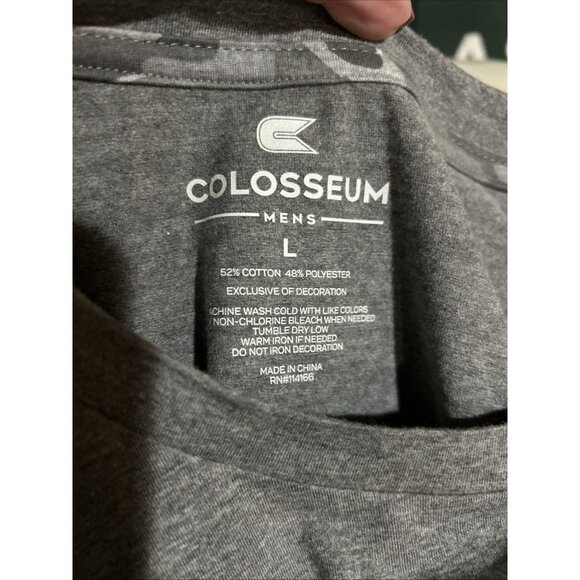 COLOSSEUM
MENS
L
52% COTTON 48% POLYESTER
EXCLUSIVE OF DECORATION
ACHINE WASH COLD WITH LIKE COLORS
NON-CHLORINE BLEACH WHEN NEEDED
TUMBLE DRY LOW
WARM IRON IF NEEDED
DO NOT IRON DECORATION
MADE IN CHINA
RN#114166